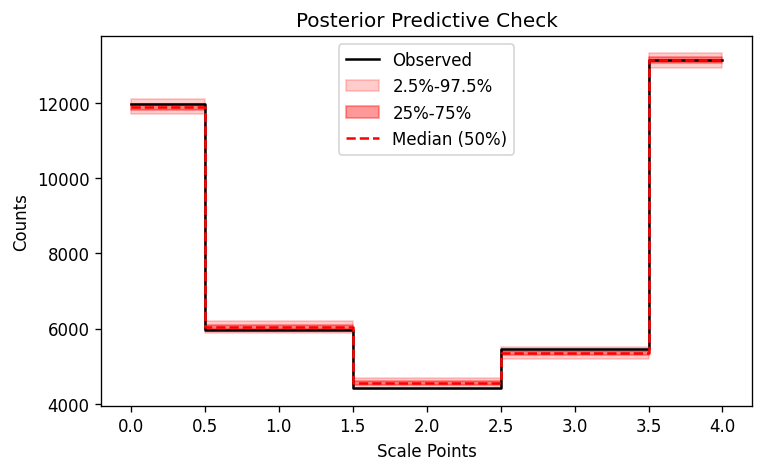 Posterior Predictive Check
Observed
2.5%-97.5%
25%-75%
Median (50%)
Counts
12000
10000
8000
6000
4000
0.0 0.5 1.0 1.5 2.0 2.5 3.0 3.5 4.0
Scale Points